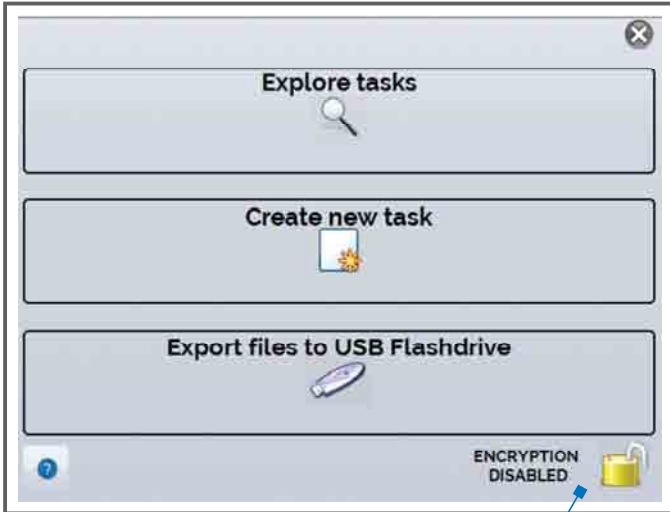 Explore tasks
Create new task
Export files to USB Flashdrive
?
ENCRYPTION
DISABLED